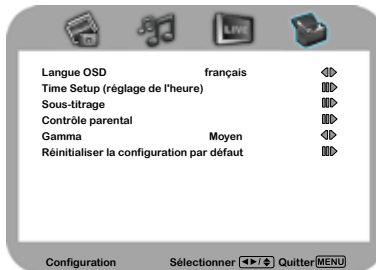 LIVE
Langue OSD français
Time Setup (réglage de l'heure)
Sous-titrage
Contrôle parental
Gamma Moyen
Réinitialiser la configuration par défaut
Configuration Sélectionner ◄►/◆ Quitter MENU